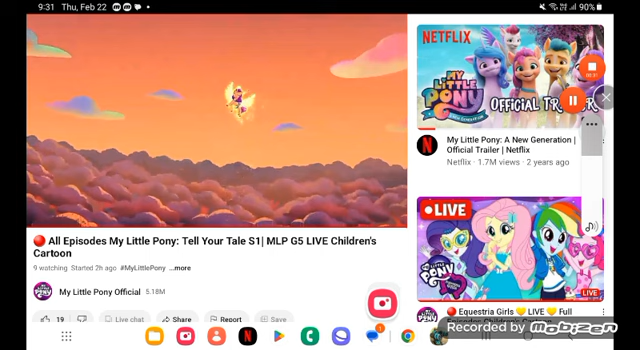 9:31 Thu, Feb 22
90%
🔴 All Episodes My Little Pony: Tell Your Tale S1| MLP G5 LIVE Children's
Cartoon
9 watching Started 2h ago #MyLittlePony ...more
My Little Pony Official 5.18M
19
Live chat
Share
Report
Save
NETFLIX
MY
LITTLE
PONY
OFFICIAL
My Little Pony: A New Generation |
Official Trailer | Netflix
Netflix · 1.7M views · 2 years ago
LIVE
LIVE
🔴 Equestria Girls 💛 LIVE 💛 Full
Recorded by mobizen